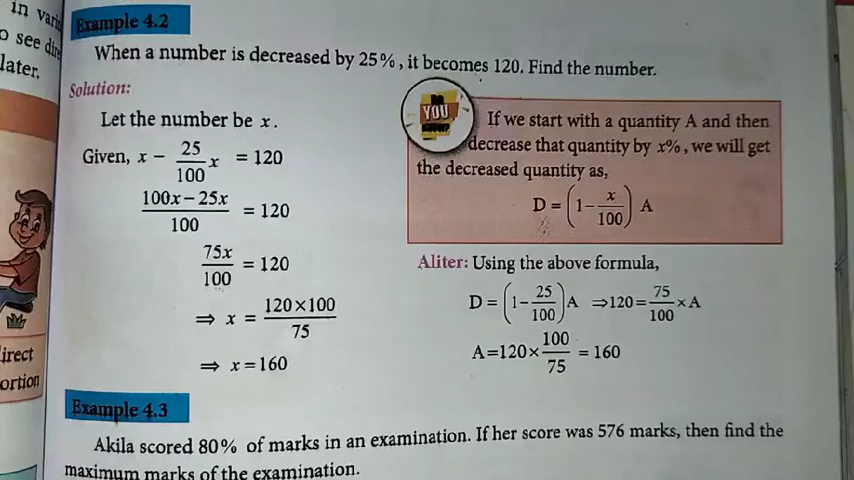 in vario
o see dire
later.
irect
ortion
Example 4.2
When a number is decreased by 25%, it becomes 120. Find the number.
Solution:
Let the number be x.
Given, x − 25/100 x = 120
100x−25x/100 = 120
75x/100 = 120
⇒ x = 120×100/75
⇒ x=160
YOU
If we start with a quantity A and then
decrease that quantity by x%, we will get
the decreased quantity as,
D = (1− x/100) A
Aliter: Using the above formula,
D = (1− 25/100)A ⇒120= 75/100 ×A
A=120× 100/75 = 160
Example 4.3
Akila scored 80% of marks in an examination. If her score was 576 marks, then find the
maximum marks of the examination.